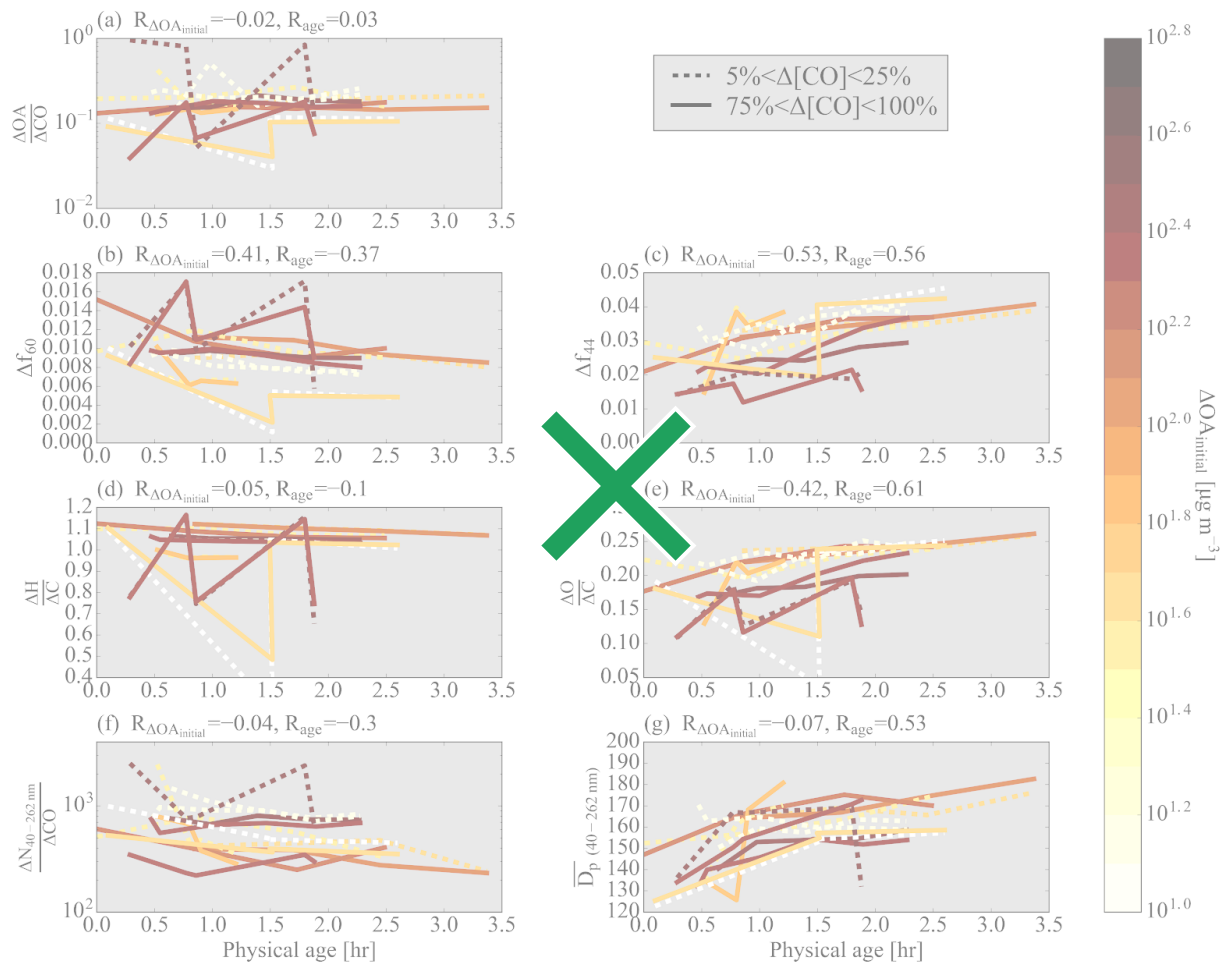 (a) R_ΔOA_initial=−0.02, R_age=0.03
10^0
10^−1
10^−2
ΔOA
ΔCO
0.0 0.5 1.0 1.5 2.0 2.5 3.0 3.5
5%<Δ[CO]<25%
75%<Δ[CO]<100%
(b) R_ΔOA_initial=0.41, R_age=−0.37
0.018
0.016
0.014
0.012
0.010
0.008
0.006
0.004
0.002
0.000
Δf60
0.0 0.5 1.0 1.5 2.0 2.5 3.0 3.5
(c) R_ΔOA_initial=−0.53, R_age=0.56
0.05
0.04
0.03
0.02
0.01
0.00
Δf44
0.0 0.5 1.0 1.5 2.0 2.5 3.0 3.5
(d) R_ΔOA_initial=0.05, R_age=−0.1
1.2
1.1
1.0
0.9
0.8
0.7
0.6
0.5
0.4
ΔH
ΔC
0.0 0.5 1.0 1.5 2.0 2.5 3.0 3.5
(e) R_ΔOA_initial=−0.42, R_age=0.61
0.25
0.20
0.15
0.10
0.05
ΔO
ΔC
0.0 0.5 1.0 1.5 2.0 2.5 3.0 3.5
(f) R_ΔOA_initial=−0.04, R_age=−0.3
10^3
10^2
ΔN40−262 nm
ΔCO
0.0 0.5 1.0 1.5 2.0 2.5 3.0 3.5
Physical age [hr]
(g) R_ΔOA_initial=−0.07, R_age=0.53
200
190
180
170
160
150
140
130
120
Dp (40−262 nm)
0.0 0.5 1.0 1.5 2.0 2.5 3.0 3.5
Physical age [hr]
10^2.8
10^2.6
10^2.4
10^2.2
10^2.0
10^1.8
10^1.6
10^1.4
10^1.2
10^1.0
ΔOA_initial [µg m^−3]